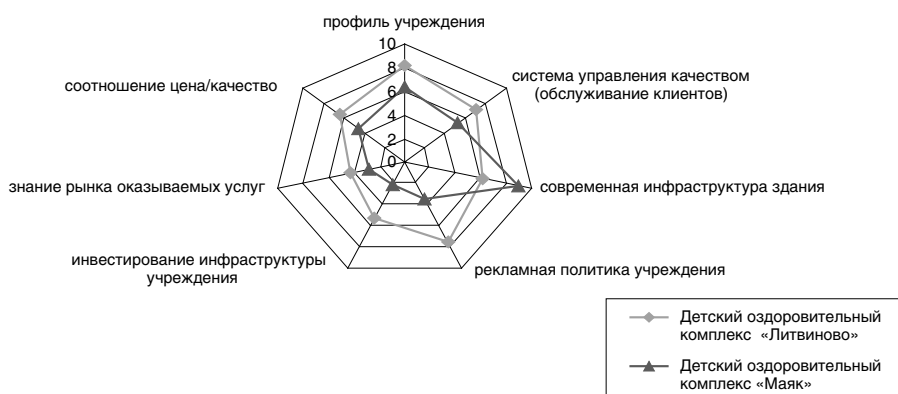 профиль учреждения
10
8
6
4
2
0
соотношение цена/качество
система управления качеством
(обслуживание клиентов)
знание рынка оказываемых услуг
современная инфраструктура здания
инвестирование инфраструктуры
учреждения
рекламная политика учреждения
Детский оздоровительный
комплекс «Литвиново»
Детский оздоровительный
комплекс «Маяк»